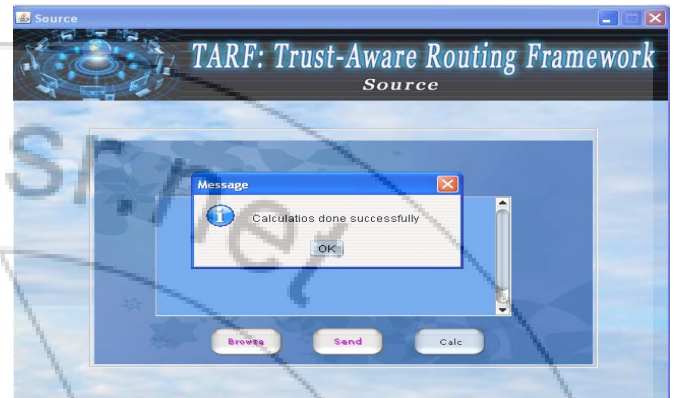 Source
TARF: Trust-Aware Routing Framework
Source
Message
Calculatios done successfully
OK
Browse
Send
Calc